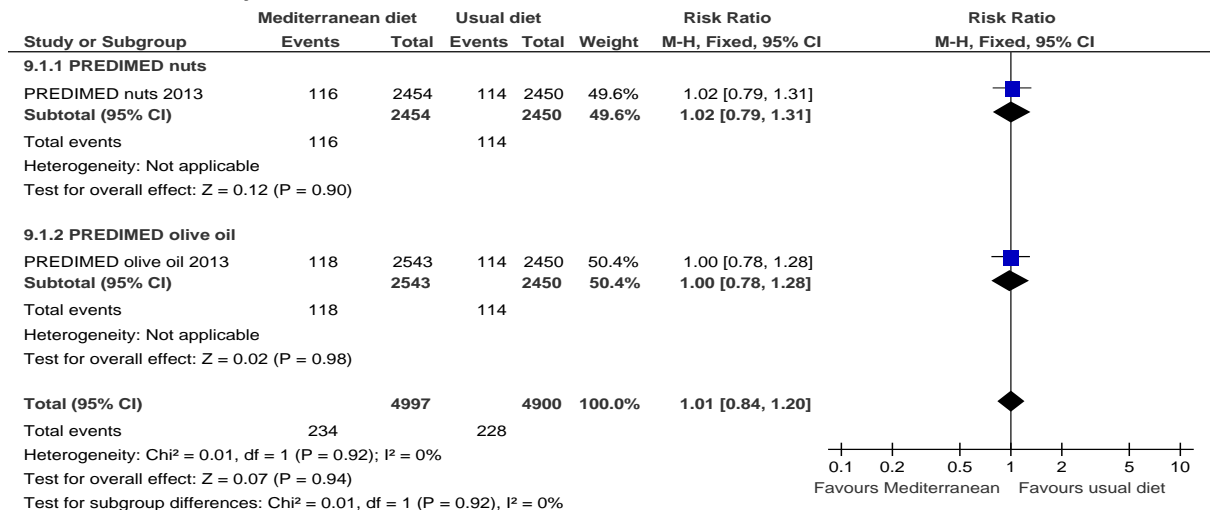 Mediterranean diet Usual diet Risk Ratio Risk Ratio
Study or Subgroup Events Total Events Total Weight M-H, Fixed, 95% CI M-H, Fixed, 95% CI
9.1.1 PREDIMED nuts
PREDIMED nuts 2013 116 2454 114 2450 49.6% 1.02 [0.79, 1.31]
Subtotal (95% CI) 2454 2450 49.6% 1.02 [0.79, 1.31]
Total events 116 114
Heterogeneity: Not applicable
Test for overall effect: Z = 0.12 (P = 0.90)
9.1.2 PREDIMED olive oil
PREDIMED olive oil 2013 118 2543 114 2450 50.4% 1.00 [0.78, 1.28]
Subtotal (95% CI) 2543 2450 50.4% 1.00 [0.78, 1.28]
Total events 118 114
Heterogeneity: Not applicable
Test for overall effect: Z = 0.02 (P = 0.98)
Total (95% CI) 4997 4900 100.0% 1.01 [0.84, 1.20]
Total events 234 228
Heterogeneity: Chi² = 0.01, df = 1 (P = 0.92); I² = 0%
Test for overall effect: Z = 0.07 (P = 0.94)
Test for subgroup differences: Chi² = 0.01, df = 1 (P = 0.92), I² = 0%
0.1 0.2 0.5 1 2 5 10
Favours Mediterranean Favours usual diet